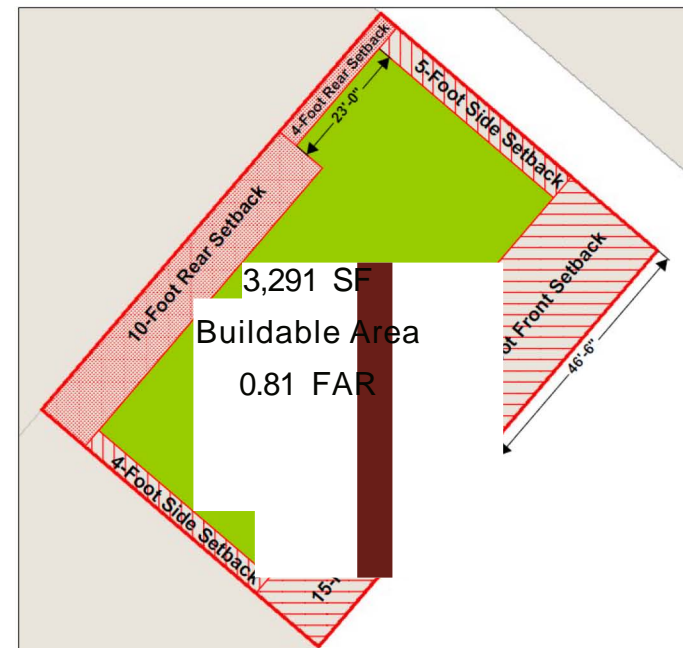 4-Foot Rear Setback
5-Foot Side Setback
23'-0"
10-Foot Rear Setback
Front Setback
46'-6"
3,291 SF
Buildable Area
0.81 FAR
4-Foot Side Setback